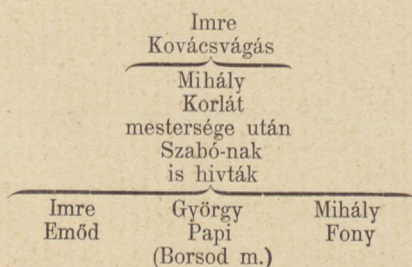 Imre
Kovácsvágás
Mihály
Korlát
mestersége után
Szabó-nak
is hivták
Imre György Mihály
Emőd Papi Fony
(Borsod m.)